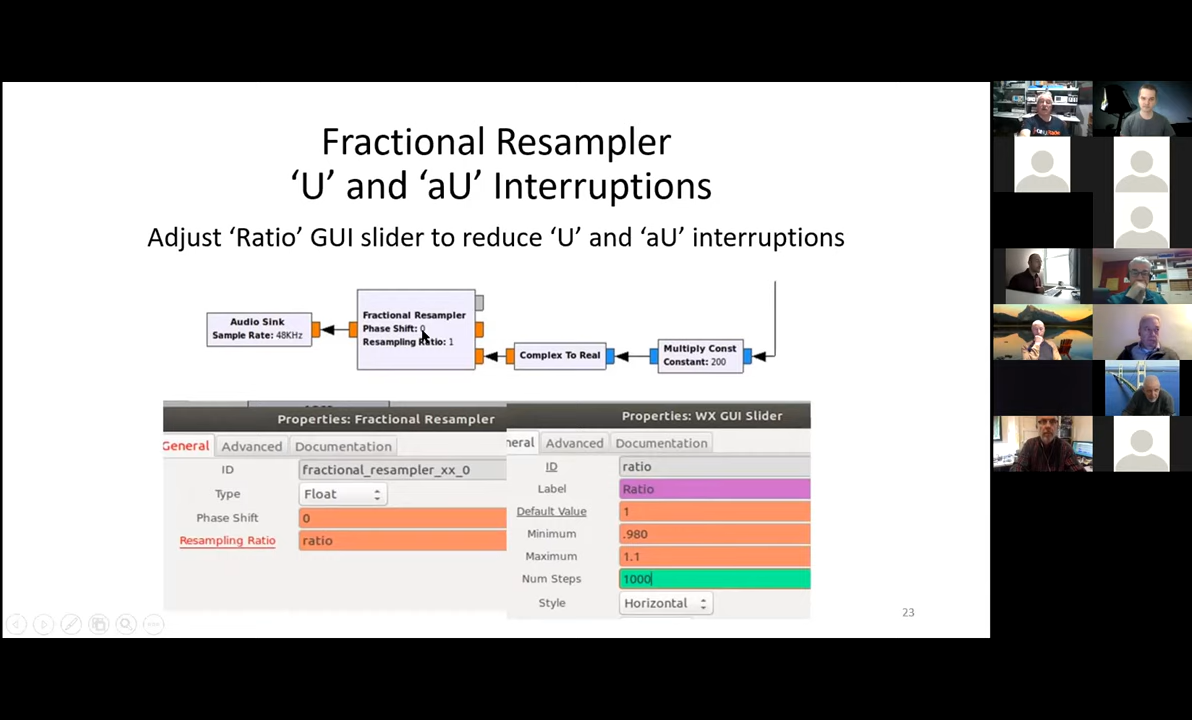 Fractional Resampler
‘U’ and ‘aU’ Interruptions
Adjust ‘Ratio’ GUI slider to reduce ‘U’ and ‘aU’ interruptions
Audio Sink
Sample Rate: 48KHz
Fractional Resampler
Phase Shift: 0
Resampling Ratio: 1
Complex To Real
Multiply Const
Constant: 200
Properties: Fractional Resampler
General Advanced Documentation
ID fractional_resampler_xx_0
Type Float
Phase Shift 0
Resampling Ratio ratio
Properties: WX GUI Slider
neral Advanced Documentation
ID ratio
Label Ratio
Default Value 1
Minimum .980
Maximum 1.1
Num Steps 1000
Style Horizontal
23